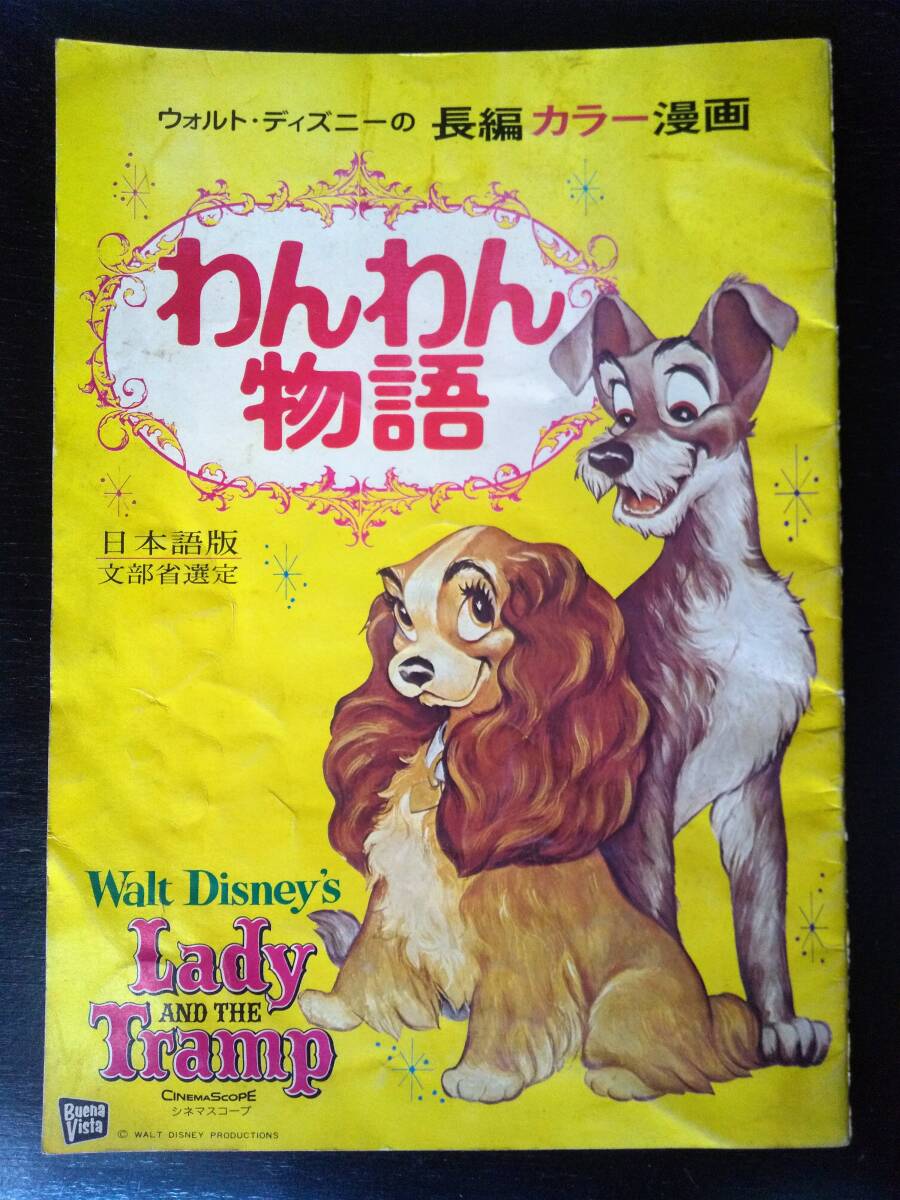 ウォルト・ディズニーの 長編カラー漫画
わんわん
物語
日本語版
文部省選定
Walt Disney's
Lady
AND THE
Tramp
CINEMASCOPE
シネマスコープ
Buena
Vista
© WALT DISNEY PRODUCTIONS